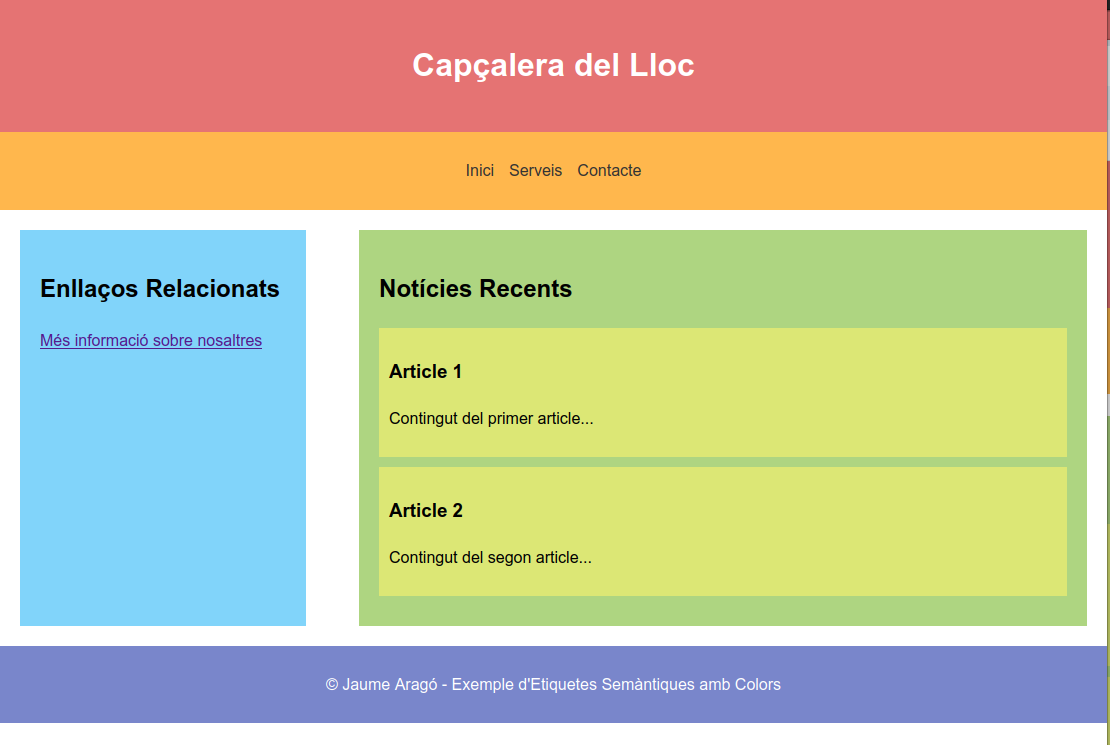 Capçalera del Lloc
Inici Serveis Contacte
Enllaços Relacionats
Més informació sobre nosaltres
Notícies Recents
Article 1
Contingut del primer article...
Article 2
Contingut del segon article...
© Jaume Aragó - Exemple d'Etiquetes Semàntiques amb Colors